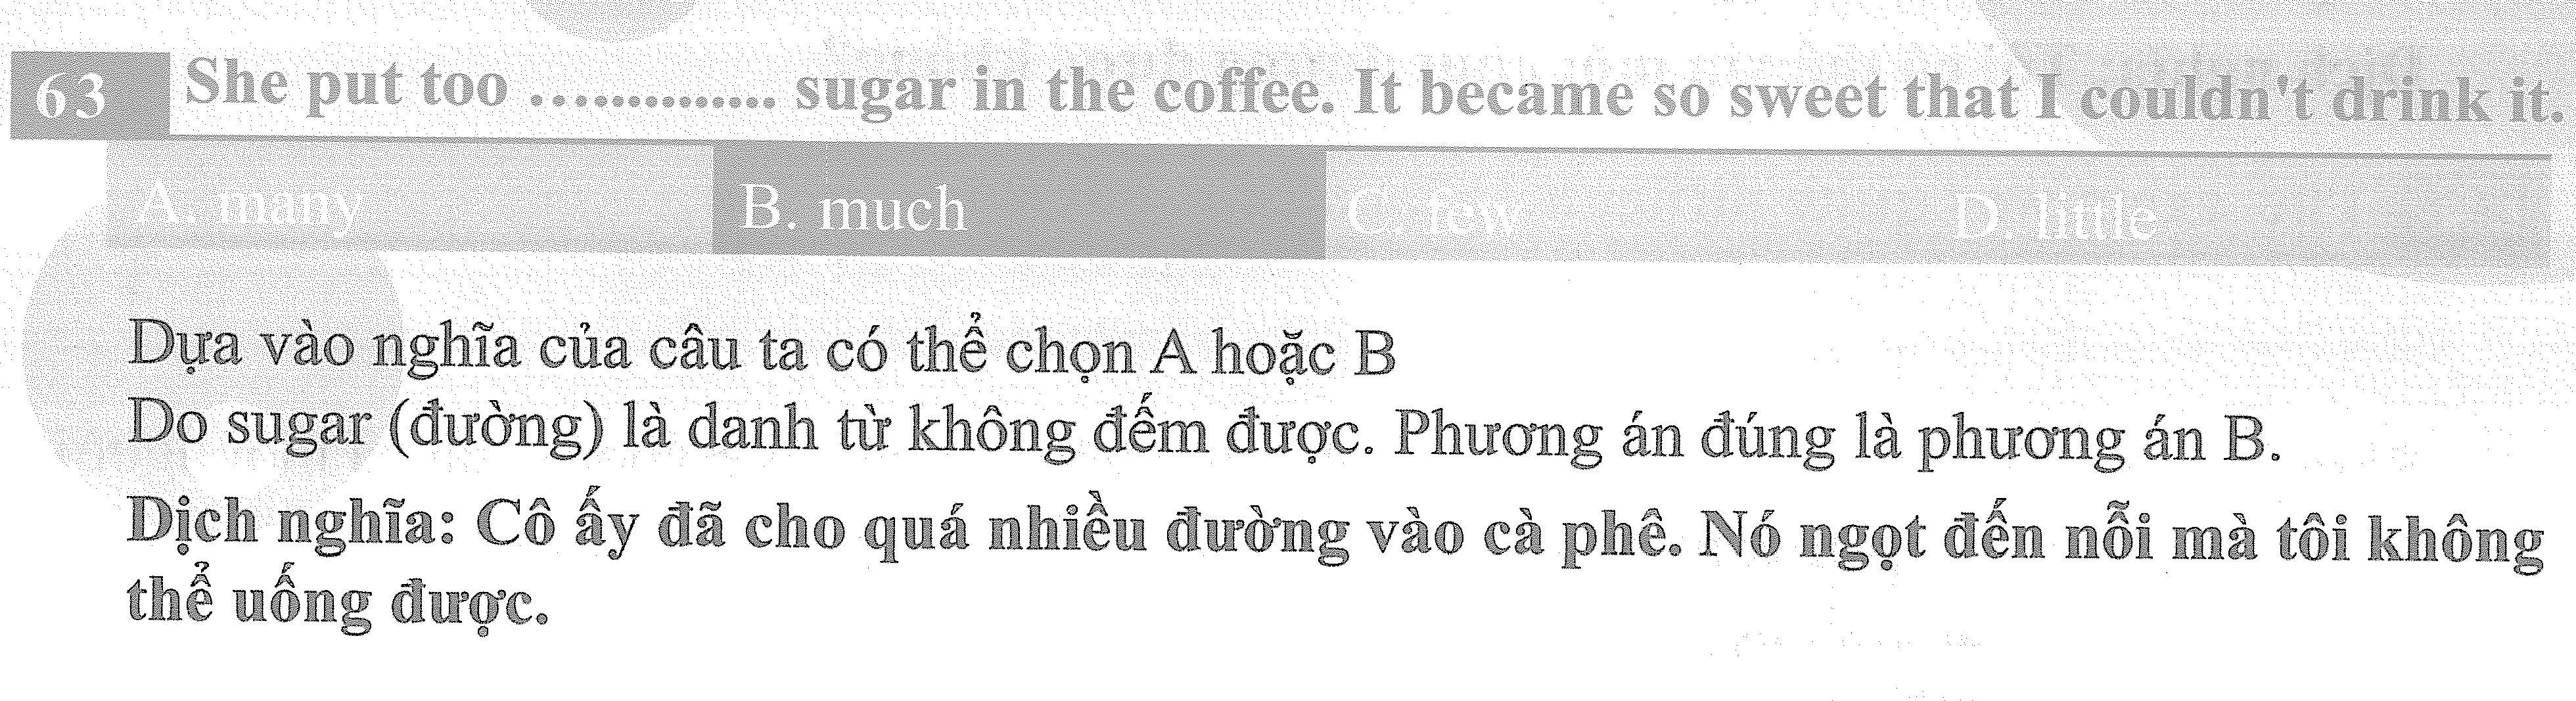 63 She put too ............... sugar in the coffee. It became so sweet that I couldn't drink it.
A. many B. much C. few D. little
Dựa vào nghĩa của câu ta có thể chọn A hoặc B
Do sugar (đường) là danh từ không đếm được. Phương án đúng là phương án B.
Dịch nghĩa: Cô ấy đã cho quá nhiều đường vào cà phê. Nó ngọt đến nỗi mà tôi không
thể uống được.